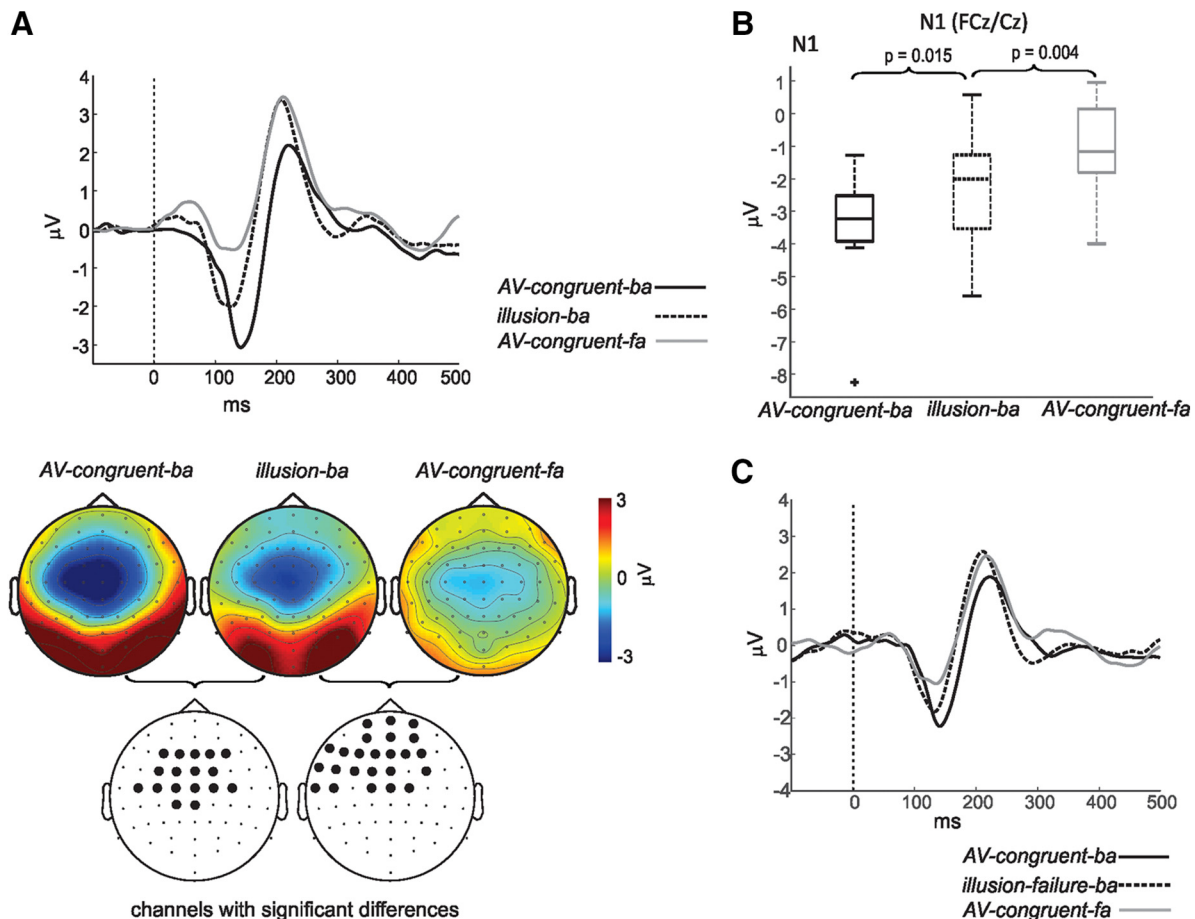 A
4
3
2
1
0
-1
-2
-3
μV
0 100 200 300 400 500
ms
AV-congruent-ba
illusion-ba
AV-congruent-fa
B
N1 (FCz/Cz)
N1
p = 0.015
p = 0.004
1
0
-1
-2
-3
-4
-5
-6
-7
-8
μV
AV-congruent-ba illusion-ba AV-congruent-fa
AV-congruent-ba illusion-ba AV-congruent-fa
3
0
-3
μV
channels with significant differences
C
4
3
2
1
0
-1
-2
-3
-4
μV
0 100 200 300 400 500
ms
AV-congruent-ba
illusion-failure-ba
AV-congruent-fa